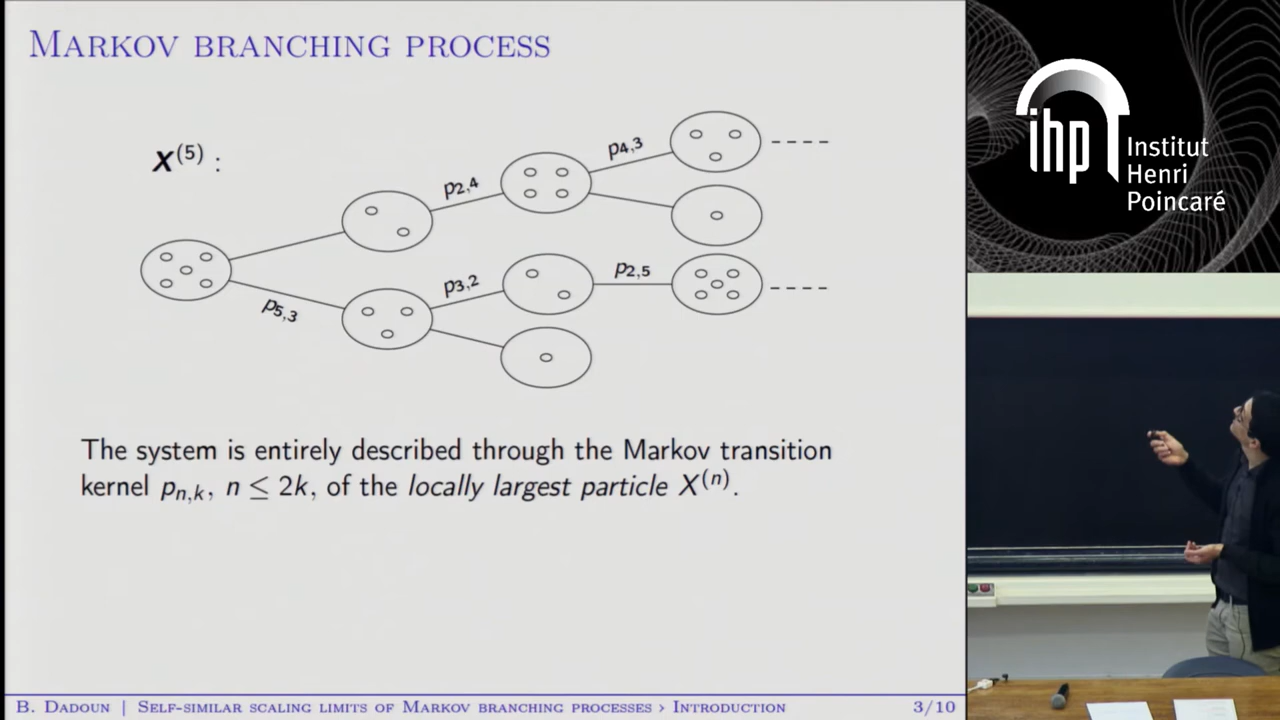 MARKOV BRANCHING PROCESS
X(5) :
p4,3
p2,4
p5,3
p3,2
p2,5
The system is entirely described through the Markov transition
kernel pn,k, n ≤ 2k, of the locally largest particle X(n).
B. DADOUN | SELF-SIMILAR SCALING LIMITS OF MARKOV BRANCHING PROCESSES › INTRODUCTION 3/10
ihp Institut
Henri
Poincaré